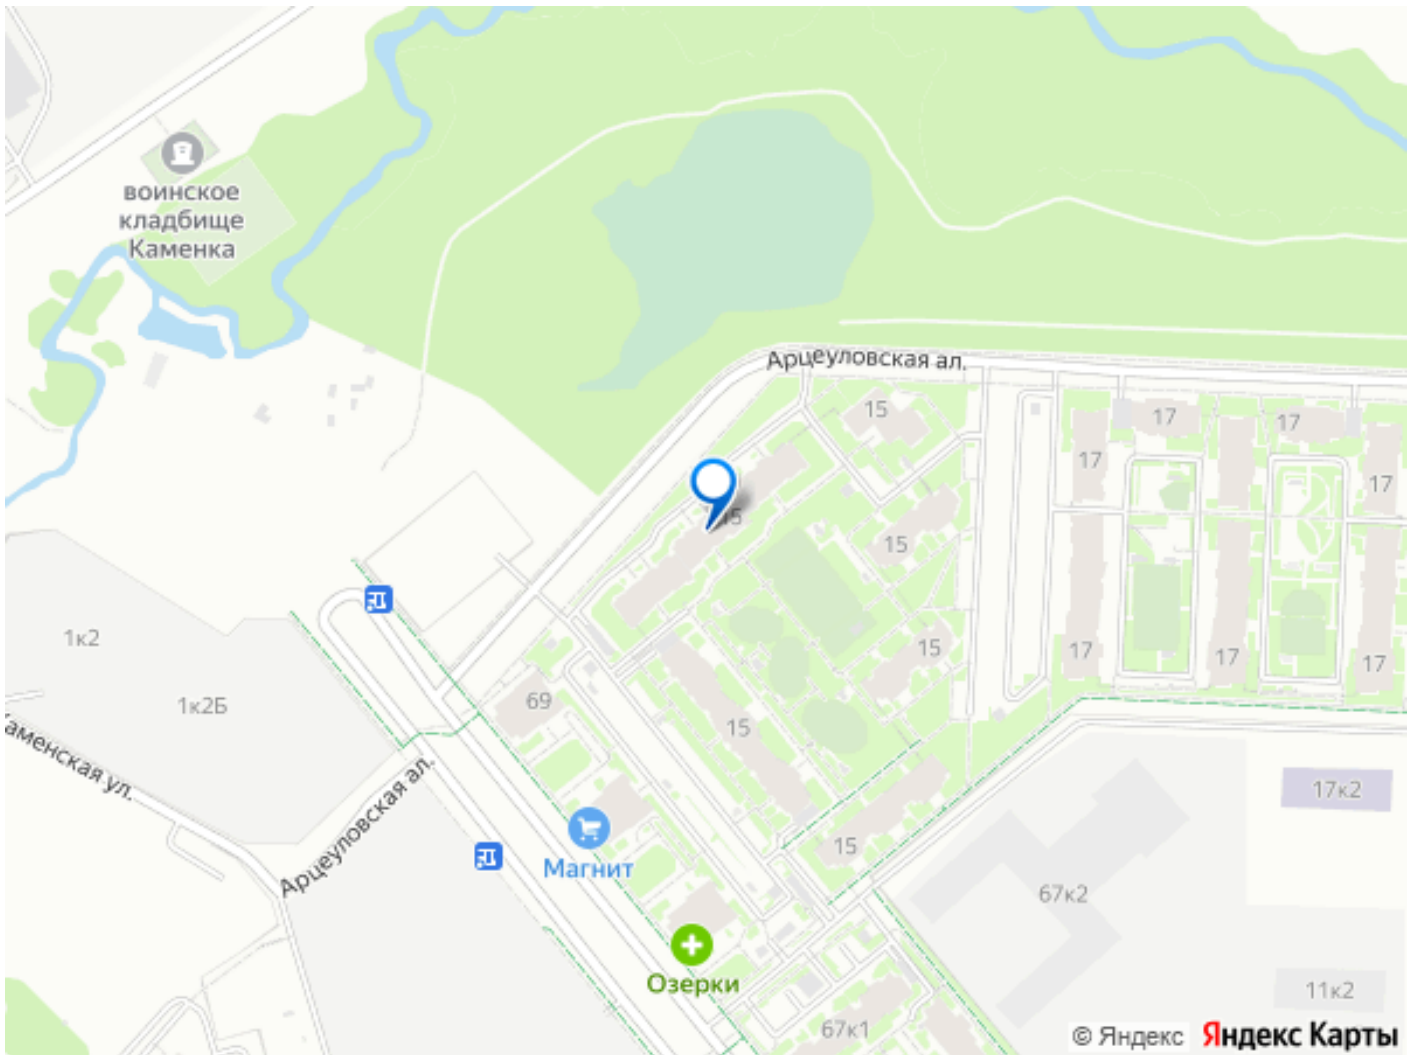 воинское
кладбище
Каменка
Арцеуловская ал.
15
17
17
17
17
15
15
15
1к2
17
17
17
1к2Б
69
15
Каменская ул.
Арцеуловская ал.
17к2
Магнит
15
67к2
Озерки
11к2
67к1
© Яндекс Яндекс Карты